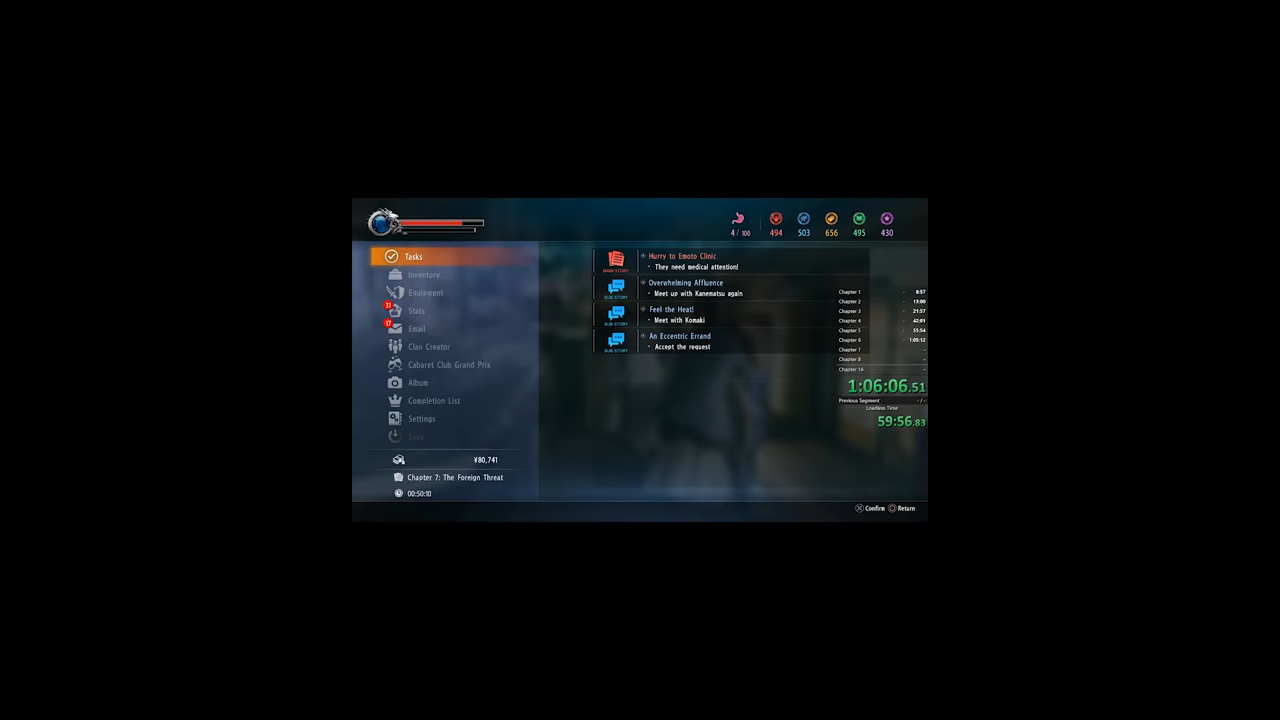 4 / 100 494 503 656 495 430
Tasks
Inventory
Equipment
31
Stats
17
Email
Clan Creator
Cabaret Club Grand Prix
Album
Completion List
Settings
Save
¥80,741
Chapter 7: The Foreign Threat
00:50:10
MAIN STORY
Hurry to Emoto Clinic
・ They need medical attention!
SUB STORY
Overwhelming Affluence
・ Meet up with Kanematsu again
SUB STORY
Feel the Heat!
・ Meet with Komaki
SUB STORY
An Eccentric Errand
・ Accept the request
Chapter 1 - 8:57
Chapter 2 - 13:00
Chapter 3 - 21:57
Chapter 4 - 42:01
Chapter 5 - 55:54
Chapter 6 - 1:05:12
Chapter 7 -
Chapter 8 -
Chapter 16 -
1:06:06.51
Previous Segment - / -
Loadless Time
59:56.83
Confirm Return